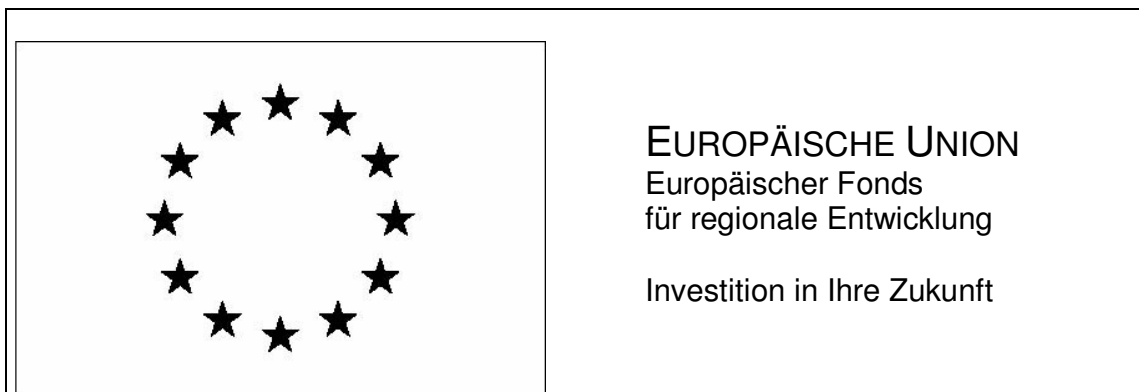 EUROPÄISCHE UNION
Europäischer Fonds
für regionale Entwicklung
Investition in Ihre Zukunft